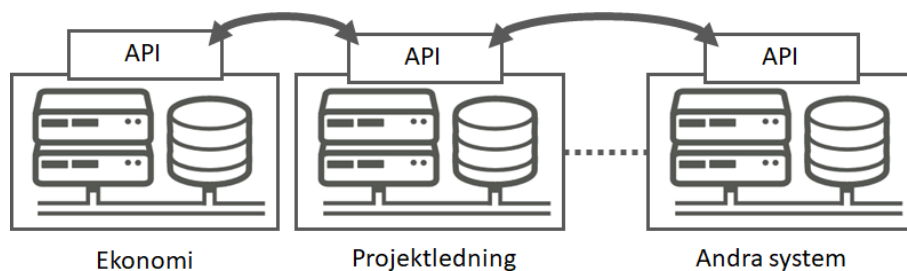 API
API
API
Ekonomi
Projektledning
Andra system